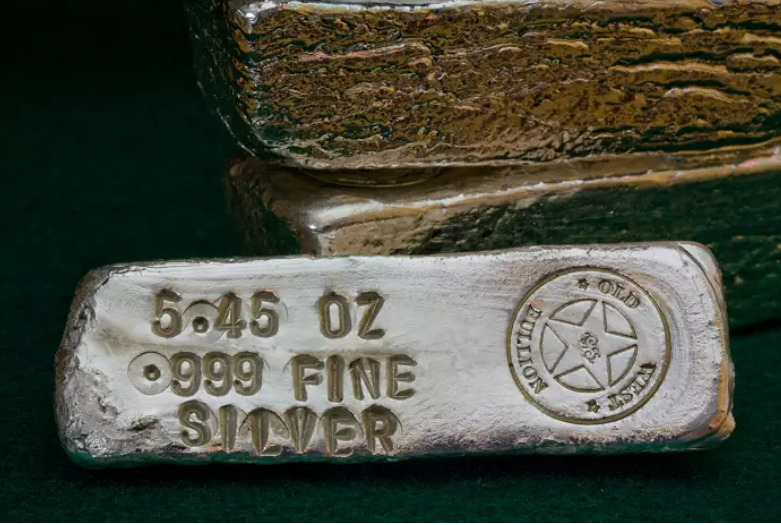 5.45 OZ
.999 FINE
SILVER
OLD WEST BULLION